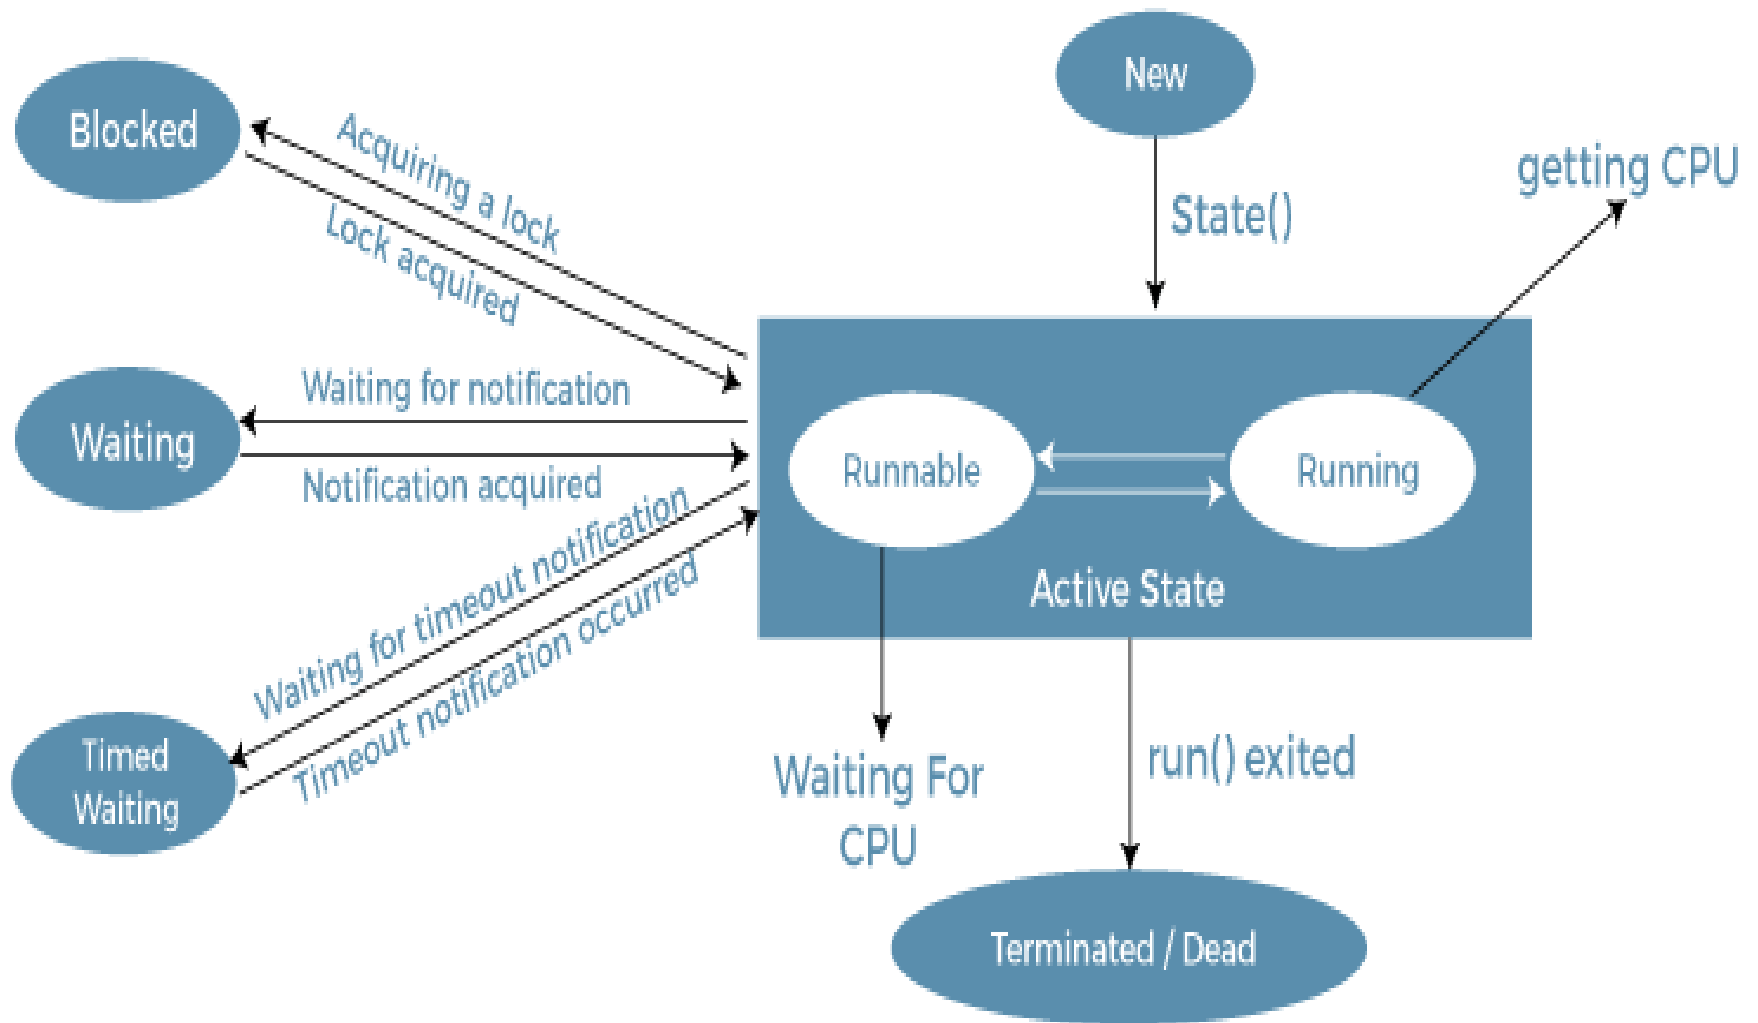 New
Blocked
Acquiring a lock
getting CPU
State()
Lock acquired
Waiting for notification
Waiting
Notification acquired
Runnable
Running
Active State
Waiting for timeout notification
Timeout notification occurred
Timed
Waiting
Waiting For
CPU
run() exited
Terminated / Dead